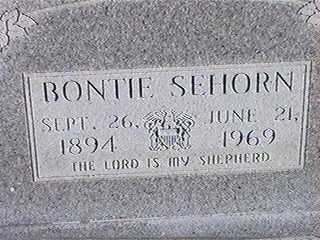 BONTIE SEHORN
SEPT. 26, JUNE 21,
1894 1969
THE LORD IS MY SHEPHERD